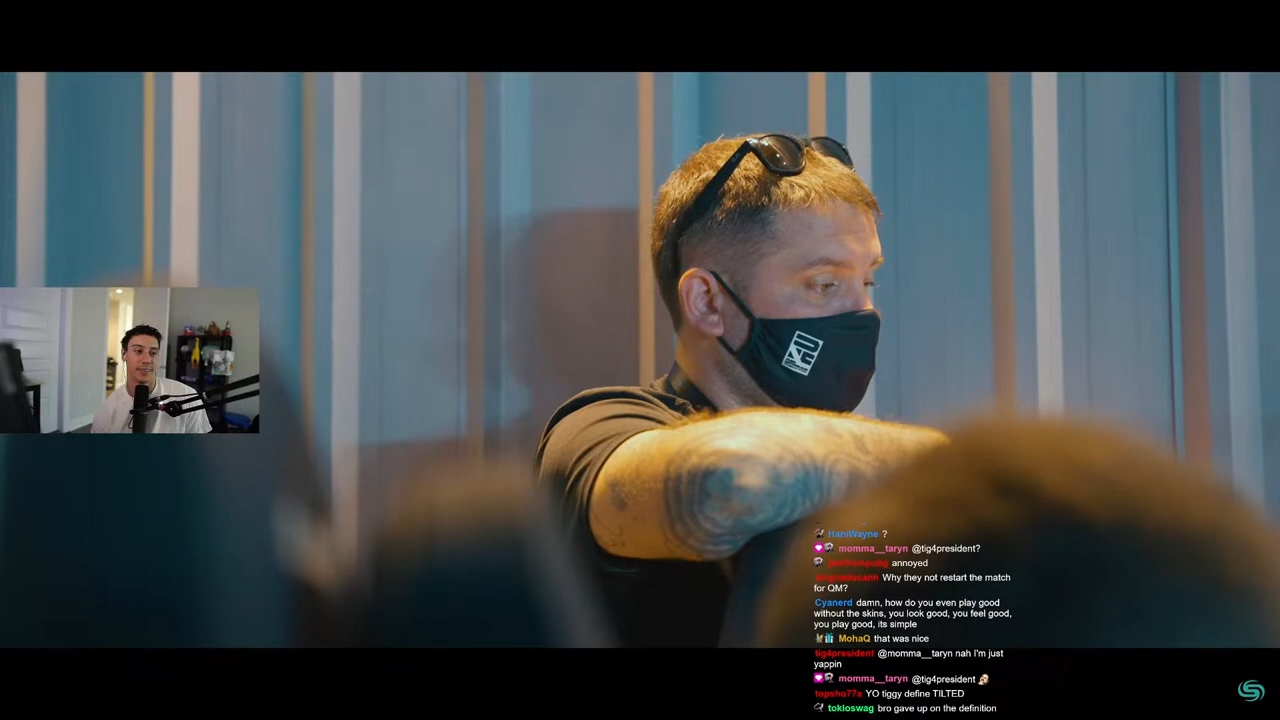 HaniWayne ?
momma__taryn @tig4president?
annoyed
Why they not restart the match
for QM?
Cyanerd damn, how do you even play good
without the skins, you look good, you feel good,
you play good, its simple
MohaQ that was nice
tig4president @momma__taryn nah I'm just
yappin
momma__taryn @tig4president
topsho77a YO tiggy define TILTED
tokloswag bro gave up on the definition